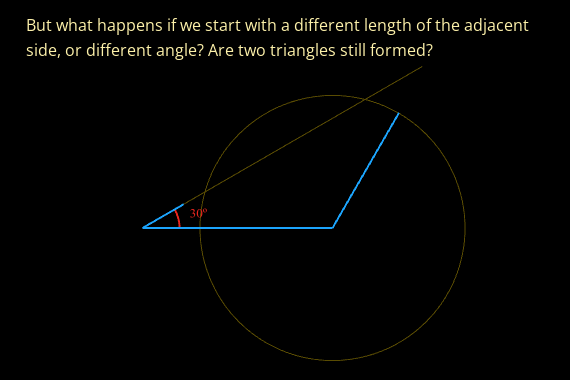 But what happens if we start with a different length of the adjacent
side, or different angle? Are two triangles still formed?
30°